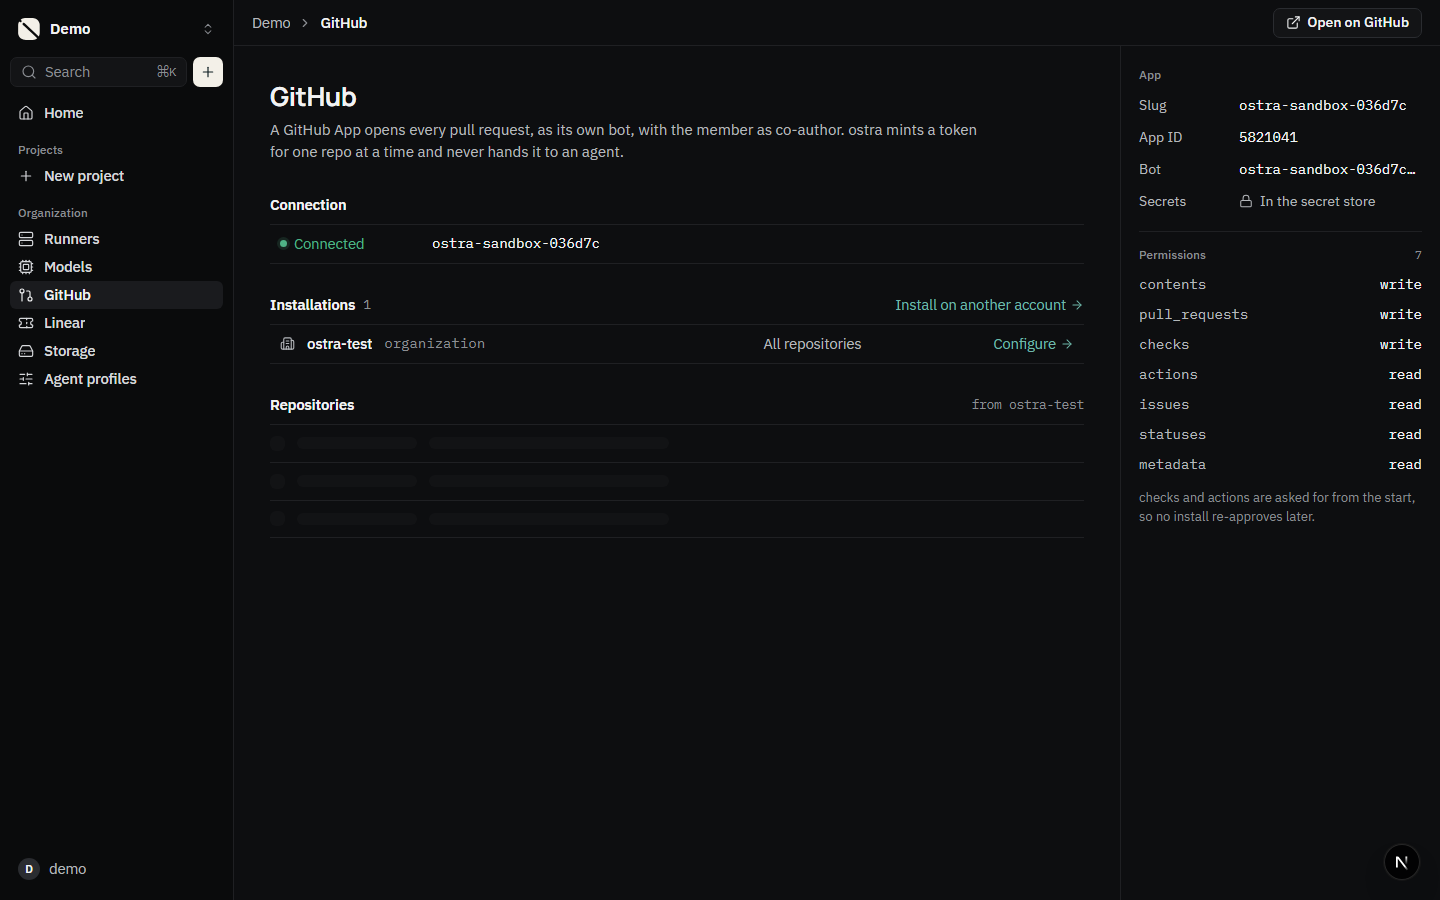 Demo
Search ⌘K
Home
Projects
New project
Organization
Runners
Models
GitHub
Linear
Storage
Agent profiles
D demo
Demo > GitHub
Open on GitHub
GitHub
A GitHub App opens every pull request, as its own bot, with the member as co-author. ostra mints a token
for one repo at a time and never hands it to an agent.
Connection
Connected ostra-sandbox-036d7c
Installations 1 Install on another account →
ostra-test organization All repositories Configure →
Repositories from ostra-test
App
Slug ostra-sandbox-036d7c
App ID 5821041
Bot ostra-sandbox-036d7c…
Secrets In the secret store
Permissions 7
contents write
pull_requests write
checks write
actions read
issues read
statuses read
metadata read
checks and actions are asked for from the start,
so no install re-approves later.
N